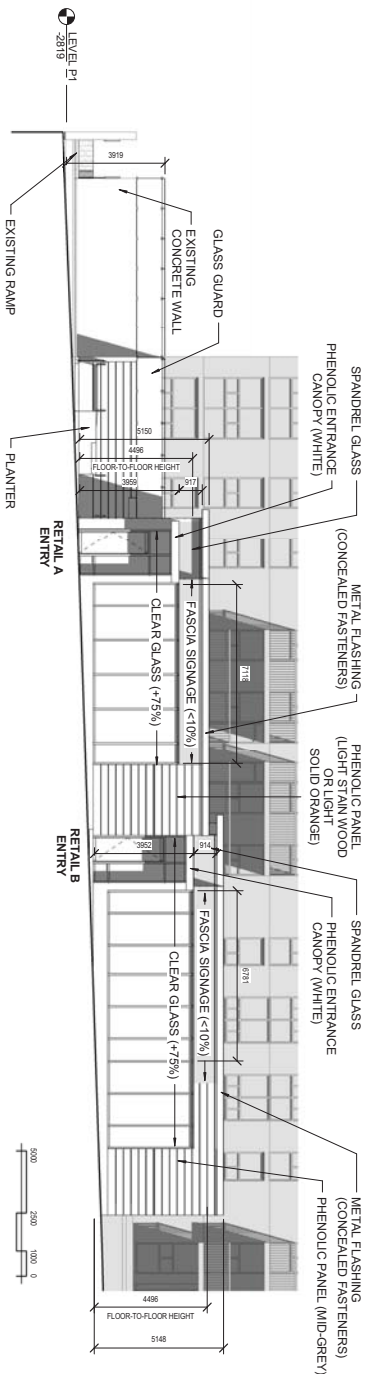 SPANDREL GLASS
PHENOLIC ENTRANCE
CANOPY (WHITE)
GLASS GUARD
EXISTING
CONCRETE WALL
METAL FLASHING
(CONCEALED FASTENERS)
PHENOLIC PANEL
(LIGHT STAIN WOOD
OR LIGHT
SOLID ORANGE)
SPANDREL GLASS
PHENOLIC ENTRANCE
CANOPY (WHITE)
METAL FLASHING
(CONCEALED FASTENERS)
PHENOLIC PANEL (MID-GREY)
LEVEL P1
-2819
3919
5150
4496
FLOOR-TO-FLOOR HEIGHT
3959
917
7118
FASCIA SIGNAGE (<10%)
CLEAR GLASS (+75%)
3952
914
6781
FASCIA SIGNAGE (<10%)
CLEAR GLASS (+75%)
4496
FLOOR-TO-FLOOR HEIGHT
5148
EXISTING RAMP
PLANTER
RETAIL A
ENTRY
RETAIL B
ENTRY
5000
2500
1000
0